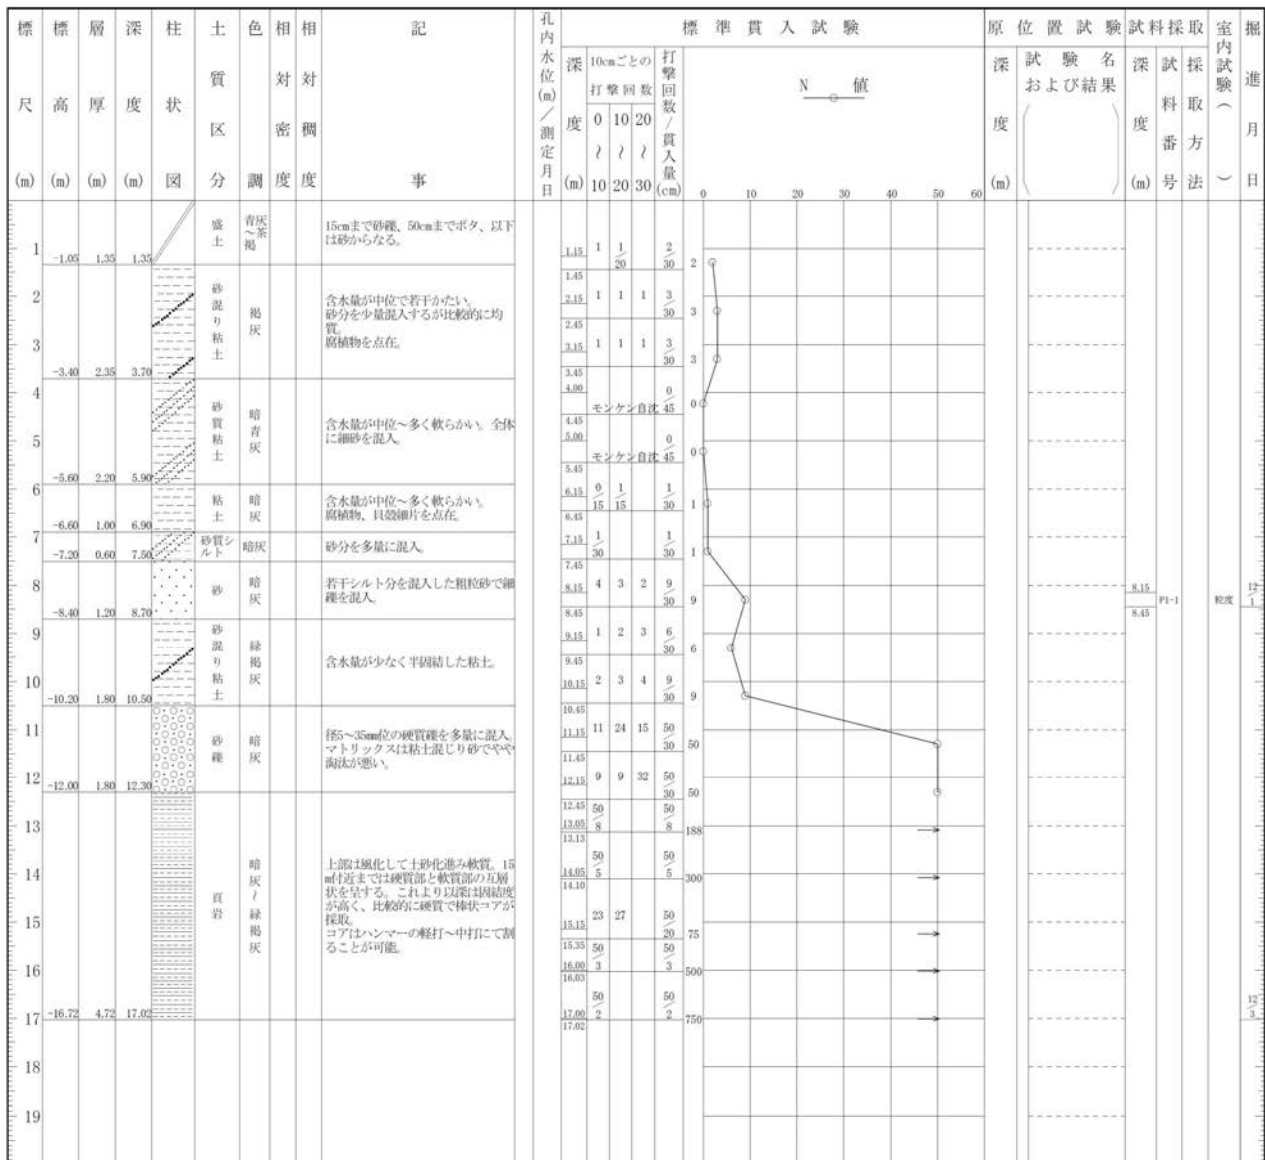 標尺(m) 標高(m) 層厚(m) 深度(m) 柱状図 土質区分 色調 相対密度 相対稠度 記事 孔内水位(m)/測定月日 標準貫入試験 原位置試験 試料採取 室内試験( ) 掘進月日
深度(m) 10cmごとの打撃回数 打撃回数/貫入量(cm) N 値 深度(m) 試験名および結果( ) 深度(m) 試料番号 採取方法
0〜10 10〜20 20〜30
0 10 20 30 40 50 60
1
-1.05 1.35 1.35 盛土 青灰〜茶褐
15cmまで砂礫、50cmまでボタ、以下
は砂からなる。
1.15 1 1/20 2/30 2
1.45
2
2.15 1 1 1 3/30 3
2.45
3
-3.40 2.35 3.70 砂混り粘土 褐灰
含水量が中位で若干かたい。
砂分を少量混入するが比較的に均
質。
腐植物を点在。
3.15 1 1 1 3/30 3
3.45
4
4.00 モンケン自沈 0/45 0
4.45
5
-5.60 2.20 5.90 砂質粘土 暗青灰
含水量が中位〜多く軟らかい。全体
に細砂を混入。
5.00 モンケン自沈 0/45 0
5.45
6
-6.60 1.00 6.90 粘土 暗灰
含水量が中位〜多く軟らかい。
腐植物、貝殻細片を点在。
6.15 0/15 1/15 1/30 1
6.45
7
-7.20 0.60 7.50 砂質シルト 暗灰
砂分を多量に混入。
7.15 1/30 1/30 1
7.45
8
-8.40 1.20 8.70 砂 暗灰
若干シルト分を混入した粗粒砂で細
礫を混入。
8.15 4 3 2 9/30 9
8.45
8.15 P1-1 粒度 12/1
8.45
9
9.15 1 2 3 6/30 6
9.45
10
-10.20 1.80 10.50 砂混り粘土 緑褐灰
含水量が少なく半固結した粘土。
10.15 2 3 4 9/30 9
10.45
11
11.15 11 24 15 50/30 50
11.45
12
-12.00 1.80 12.30 砂礫 暗灰
径5〜35mm位の硬質礫を多量に混入。
マトリックスは粘土混じり砂でやや
淘汰が悪い。
12.15 9 9 32 50/30 50
12.45
13
13.05 50/8 50/8 188
13.13
14
14.05 50/5 50/5 300
14.10
15
15.15 23 27 50/20 75
15.35
16
16.00 50/3 50/3 500
16.03
17
-16.72 4.72 17.02 頁岩 暗灰〜緑褐灰
上部は風化して土砂化進み軟質。15
m付近までは硬質部と軟質部の互層
状を呈する。これより以深は固結度
が高く、比較的に硬質で棒状コアが
採取。
コアはハンマーの軽打〜中打にて割
ることが可能。
17.00 50/2 50/2 750
17.02
12/3
18
19